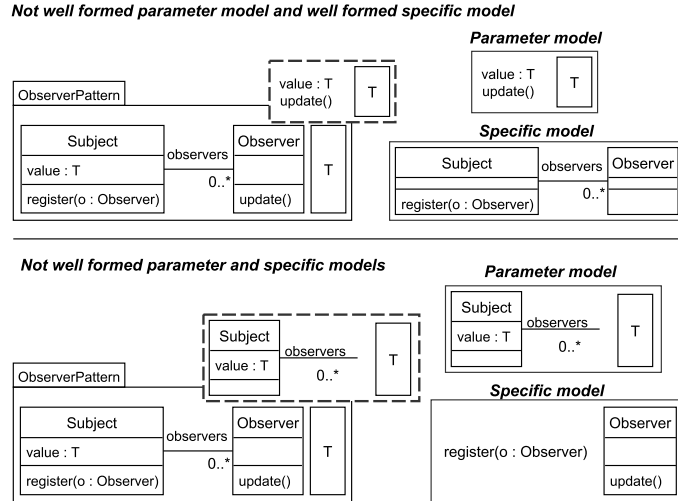 Not well formed parameter model and well formed specific model
Parameter model
value : T
update()
T
ObserverPattern
value : T
update()
T
Specific model
Subject
observers
Observer
value : T
0..*
T
register(o : Observer)
update()
Subject
observers
Observer
0..*
register(o : Observer)
Not well formed parameter and specific models
Parameter model
Subject
value : T
observers
0..*
T
Subject
value : T
observers
0..*
T
ObserverPattern
Specific model
Subject
observers
Observer
value : T
0..*
T
register(o : Observer)
update()
Observer
register(o : Observer)
update()